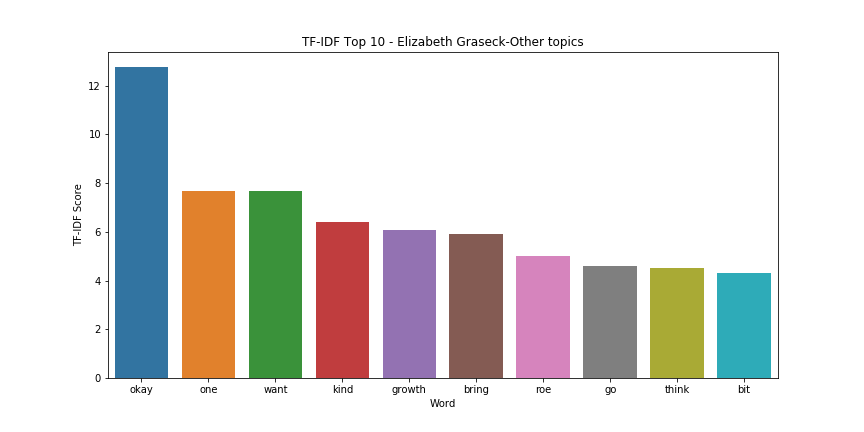 TF-IDF Top 10 - Elizabeth Graseck-Other topics
TF-IDF Score
12
10
8
6
4
2
0
okay one want kind growth bring roe go think bit
Word